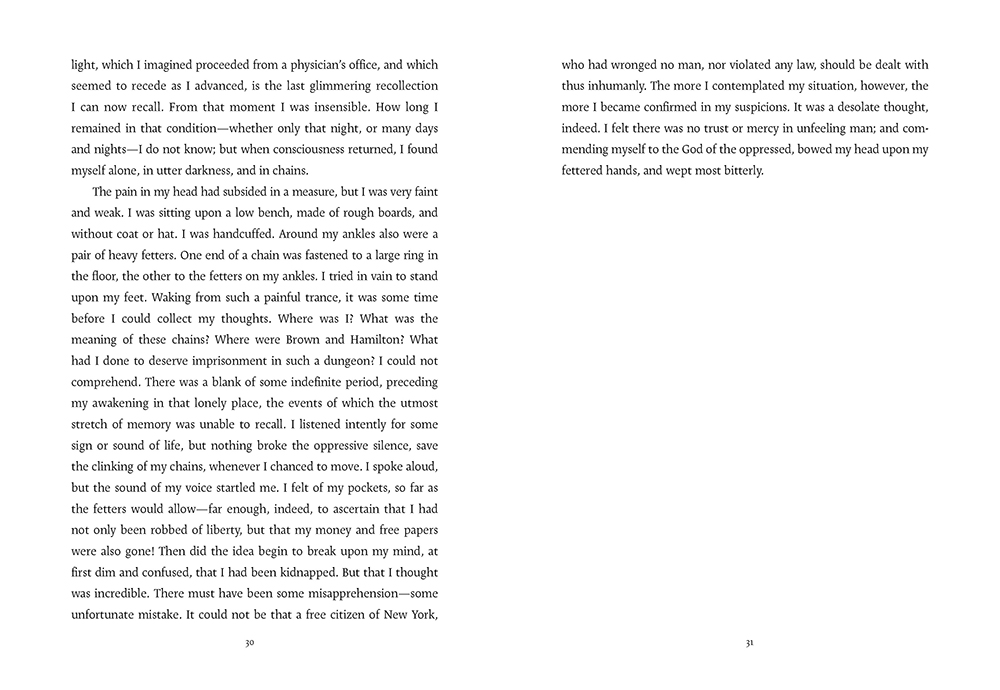 light, which I imagined proceeded from a physician’s office, and which
seemed to recede as I advanced, is the last glimmering recollection
I can now recall. From that moment I was insensible. How long I
remained in that condition—whether only that night, or many days
and nights—I do not know; but when consciousness returned, I found
myself alone, in utter darkness, and in chains.
The pain in my head had subsided in a measure, but I was very faint
and weak. I was sitting upon a low bench, made of rough boards, and
without coat or hat. I was handcuffed. Around my ankles also were a
pair of heavy fetters. One end of a chain was fastened to a large ring in
the floor, the other to the fetters on my ankles. I tried in vain to stand
upon my feet. Waking from such a painful trance, it was some time
before I could collect my thoughts. Where was I? What was the
meaning of these chains? Where were Brown and Hamilton? What
had I done to deserve imprisonment in such a dungeon? I could not
comprehend. There was a blank of some indefinite period, preceding
my awakening in that lonely place, the events of which the utmost
stretch of memory was unable to recall. I listened intently for some
sign or sound of life, but nothing broke the oppressive silence, save
the clinking of my chains, whenever I chanced to move. I spoke aloud,
but the sound of my voice startled me. I felt of my pockets, so far as
the fetters would allow—far enough, indeed, to ascertain that I had
not only been robbed of liberty, but that my money and free papers
were also gone! Then did the idea begin to break upon my mind, at
first dim and confused, that I had been kidnapped. But that I thought
was incredible. There must have been some misapprehension—some
unfortunate mistake. It could not be that a free citizen of New York,
30
who had wronged no man, nor violated any law, should be dealt with
thus inhumanly. The more I contemplated my situation, however, the
more I became confirmed in my suspicions. It was a desolate thought,
indeed. I felt there was no trust or mercy in unfeeling man; and com-
mending myself to the God of the oppressed, bowed my head upon my
fettered hands, and wept most bitterly.
31